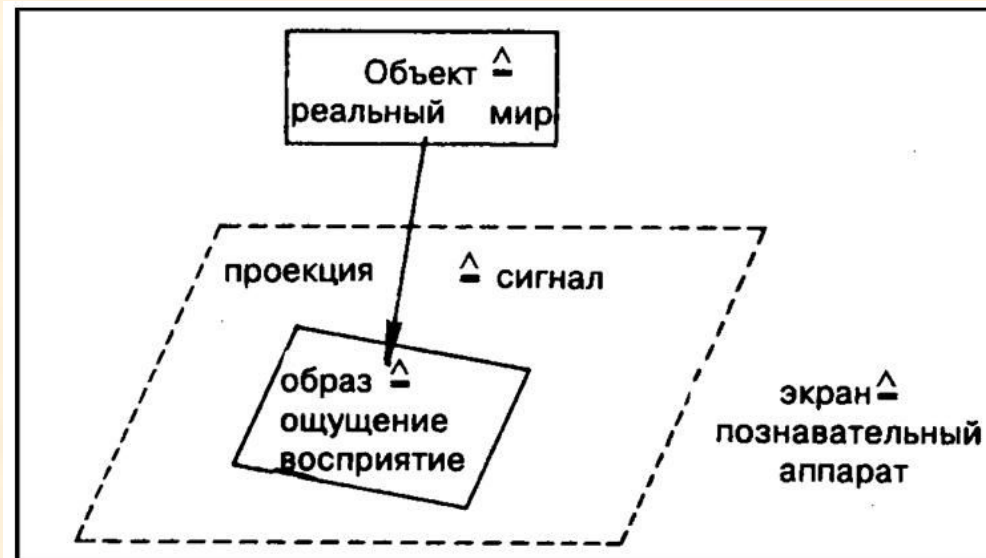 Объект ≙
реальный мир
проекция ≙ сигнал
образ ≙
ощущение
восприятие
экран ≙
познавательный
аппарат